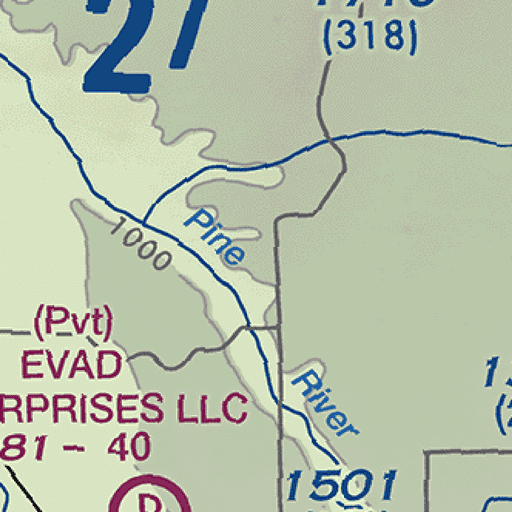 27
(318)
Pine
1000
(Pvt)
EVAD
RPRISES LLC
81 - 40
River
1501
R